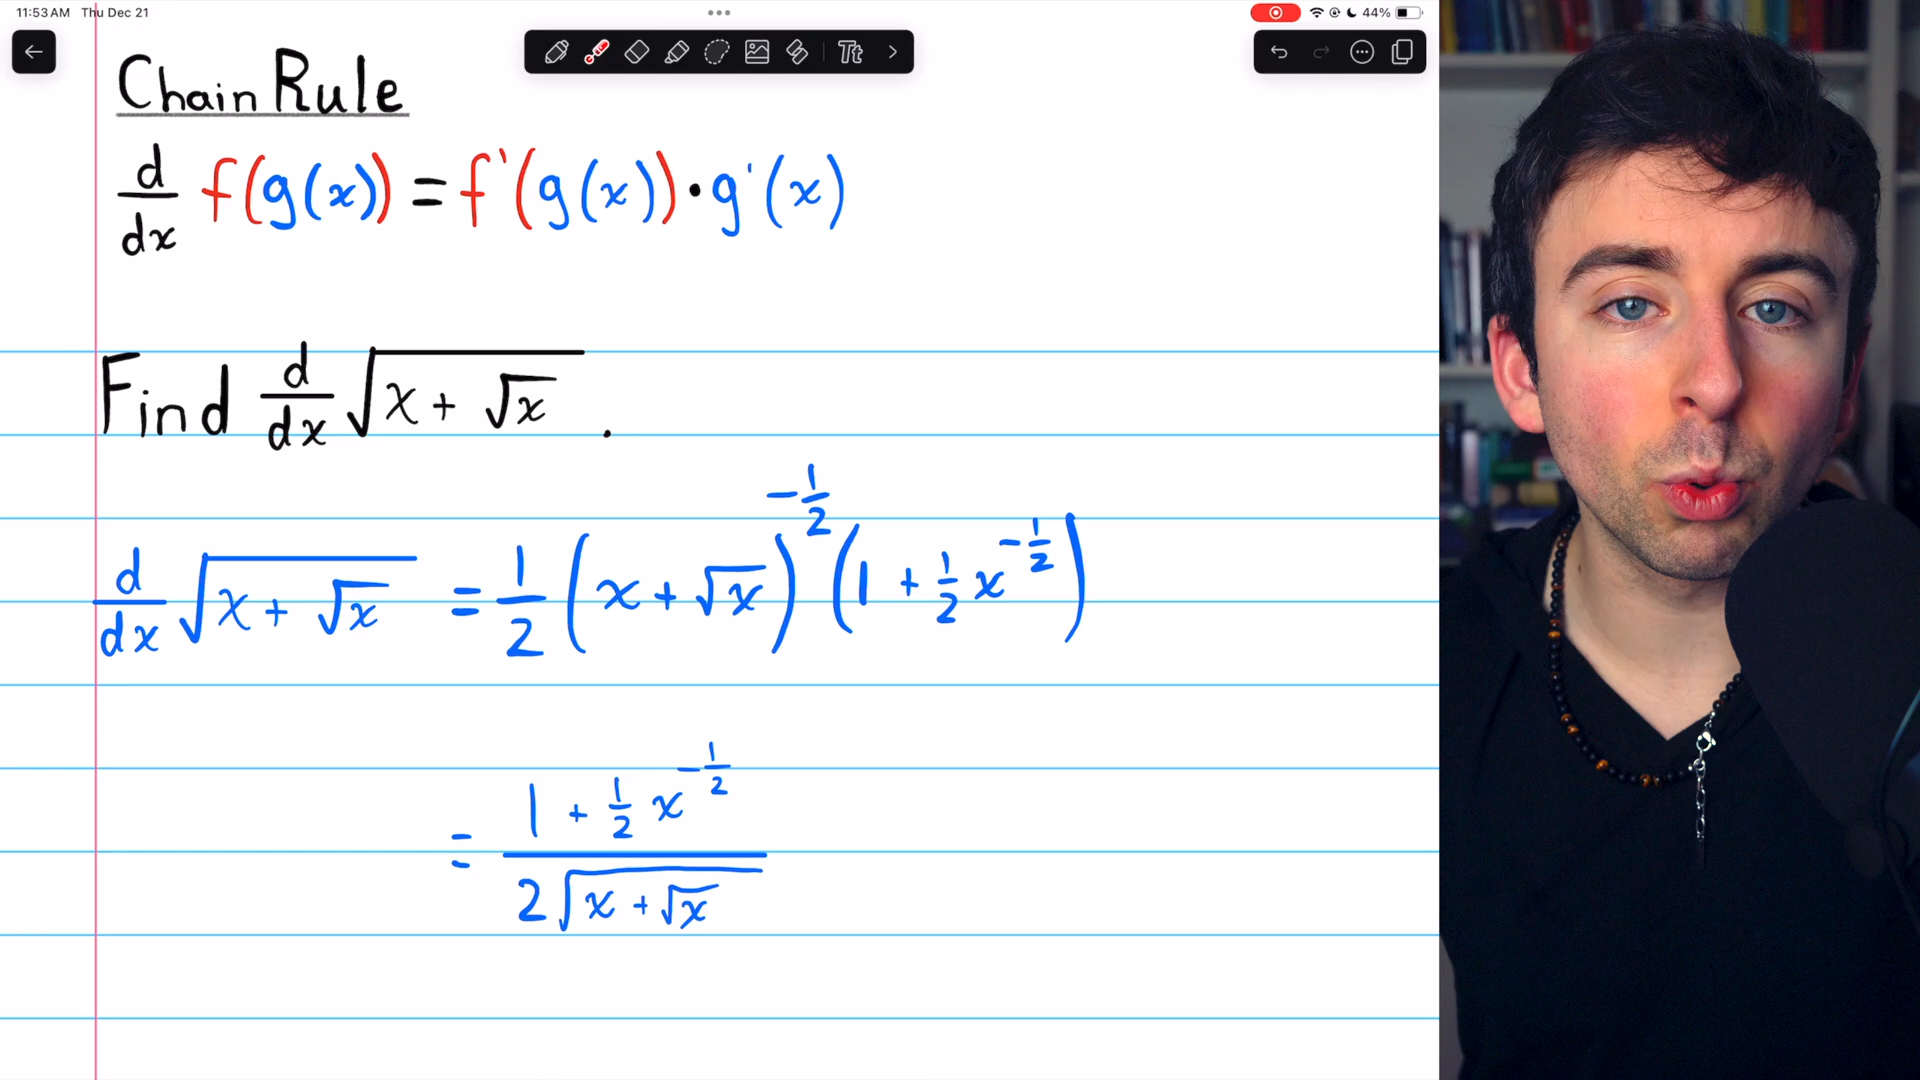 11:53 AM Thu Dec 21
44%
Tt
Chain Rule
d/dx f(g(x)) = f'(g(x)) · g'(x)
Find d/dx √(x + √x) .
d/dx √(x + √x) = 1/2 (x + √x)^(-1/2) (1 + 1/2 x^(-1/2))
= (1 + 1/2 x^(-1/2)) / (2√(x + √x))